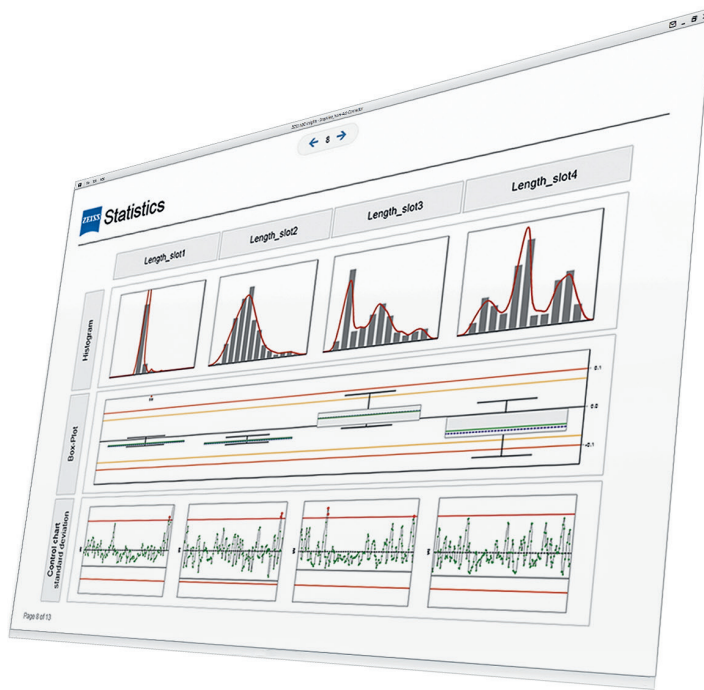 8
ZEISS
Statistics
Length_slot1
Length_slot2
Length_slot3
Length_slot4
Histogram
Box-Plot
0.1
0.0
-0.1
Control chart
standard deviation
Page 8 of 13